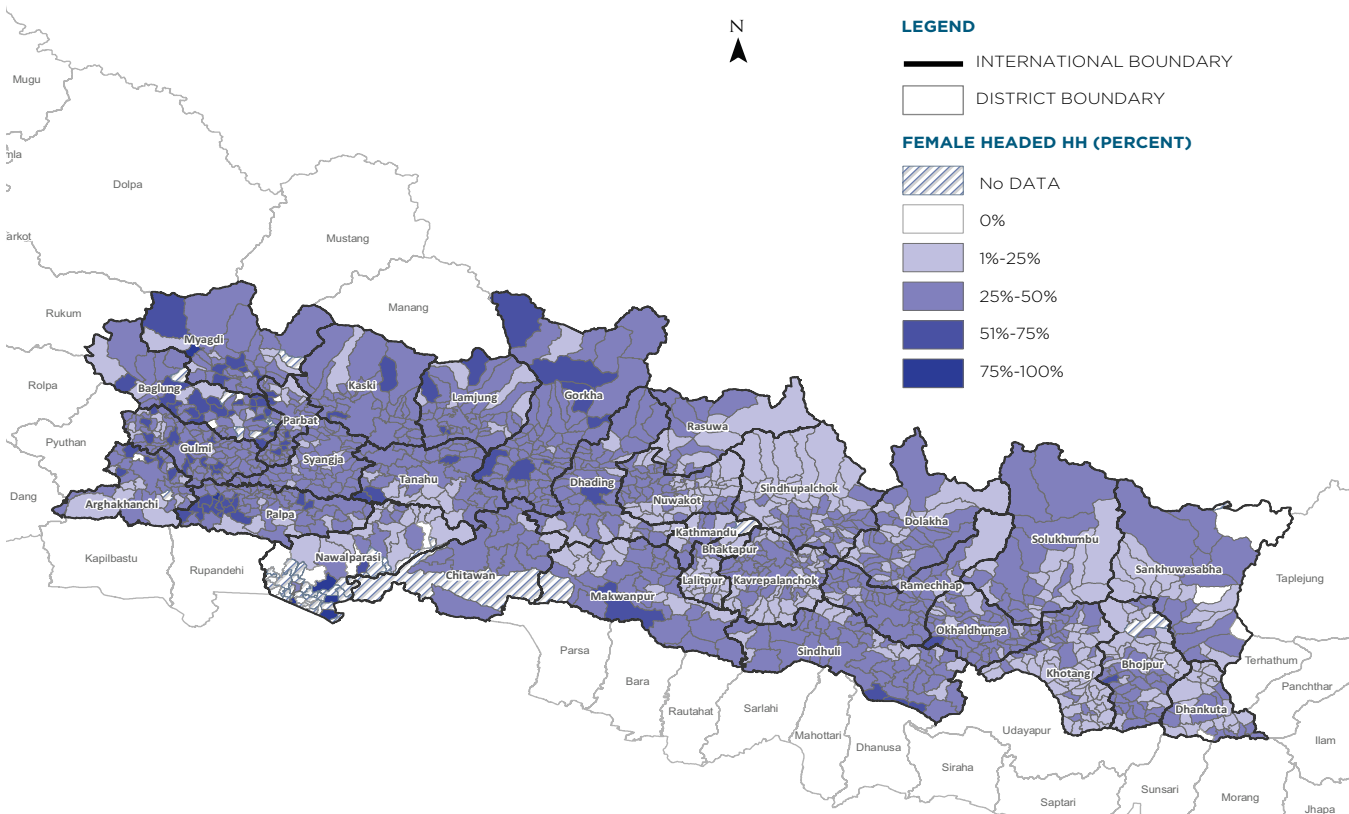 N
LEGEND
INTERNATIONAL BOUNDARY
DISTRICT BOUNDARY
FEMALE HEADED HH (PERCENT)
No DATA
0%
1%-25%
25%-50%
51%-75%
75%-100%
Mugu
mla
Dolpa
arkot
Mustang
Manang
Rukum
Myagdi
Rolpa
Baglung
Kaski
Lamjung
Gorkha
Parbat
Rasuwa
Pyuthan
Gulmi
Syangja
Tanahu
Dhading
Nuwakot
Sindhupalchok
Dang
Arghakhanchi
Palpa
Dolakha
Kathmandu
Solukhumbu
Bhaktapur
Kapilbastu
Rupandehi
Nawalparasi
Chitawan
Lalitpur
Kavrepalanchok
Ramechhap
Sankhuwasabha
Taplejung
Makwanpur
Okhaldhunga
Sindhuli
Parsa
Bara
Khotang
Bhojpur
Terhathum
Panchthar
Rautahat
Sarlahi
Dhankuta
Mahottari
Dhanusa
Udayapur
Siraha
Ilam
Saptari
Sunsari
Morang
Jhapa